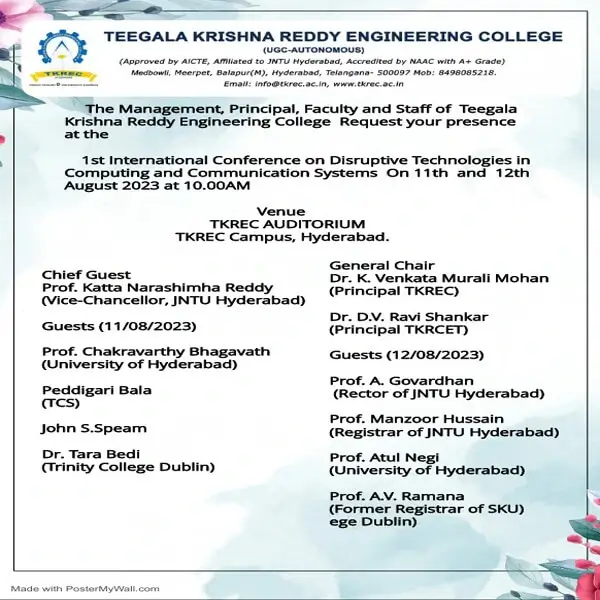 TEEGALA KRISHNA REDDY ENGINEERING COLLEGE
(UGC-AUTONOMOUS)
(Approved by AICTE, Affiliated to JNTU Hyderabad, Accredited by NAAC with A+ Grade)
Medbowli, Meerpet, Balapur(M), Hyderabad, Telangana- 500097 Mob: 8498085218.
Email: info@tkrec.ac.in, www.tkrec.ac.in
TKREC
The Management, Principal, Faculty and Staff of Teegala
Krishna Reddy Engineering College Request your presence
at the
1st International Conference on Disruptive Technologies in
Computing and Communication Systems On 11th and 12th
August 2023 at 10.00AM
Venue
TKREC AUDITORIUM
TKREC Campus, Hyderabad.
Chief Guest
Prof. Katta Narashimha Reddy
(Vice-Chancellor, JNTU Hyderabad)
Guests (11/08/2023)
Prof. Chakravarthy Bhagavath
(University of Hyderabad)
Peddigari Bala
(TCS)
John S.Speam
Dr. Tara Bedi
(Trinity College Dublin)
General Chair
Dr. K. Venkata Murali Mohan
(Principal TKREC)
Dr. D.V. Ravi Shankar
(Principal TKRCET)
Guests (12/08/2023)
Prof. A. Govardhan
(Rector of JNTU Hyderabad)
Prof. Manzoor Hussain
(Registrar of JNTU Hyderabad)
Prof. Atul Negi
(University of Hyderabad)
Prof. A.V. Ramana
(Former Registrar of SKU)
ege Dublin)
Made with PosterMyWall.com